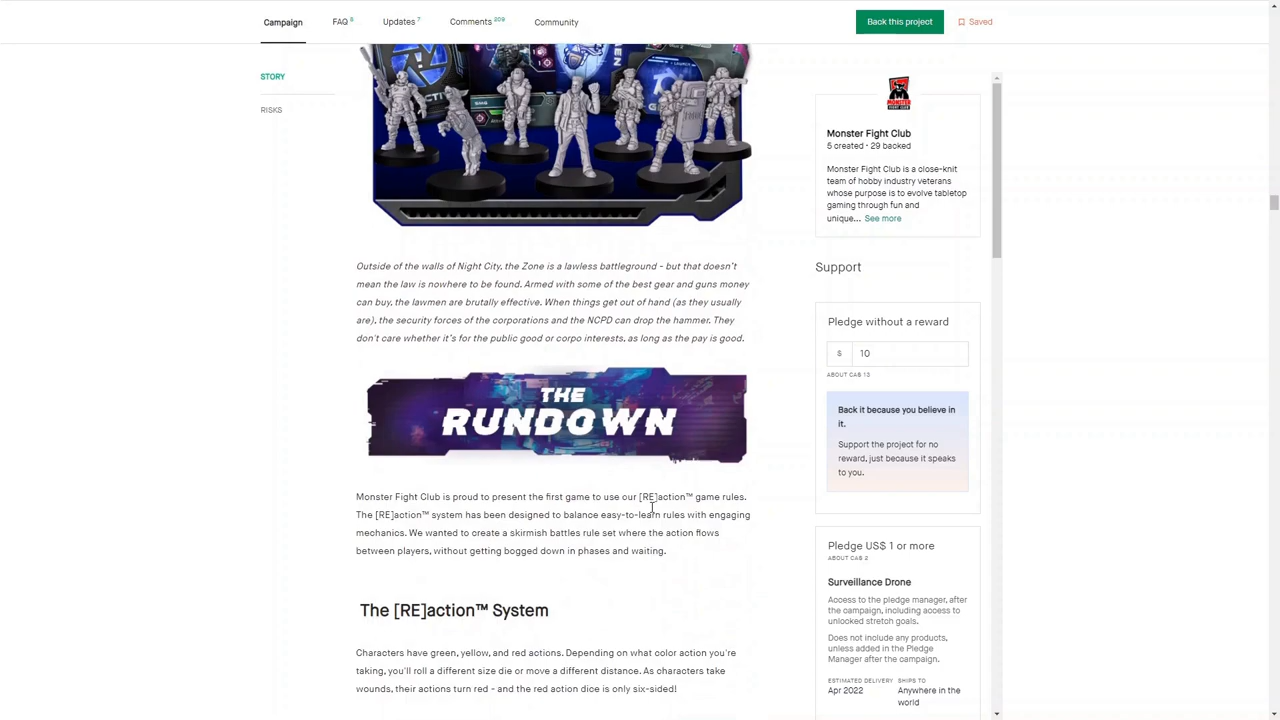 Campaign
FAQ 8
Updates 7
Comments 209
Community
Back this project
Saved
STORY
RISKS
SMG
LAUNCH
MONSTER
FIGHT CLUB
Monster Fight Club
5 created · 29 backed
Monster Fight Club is a close-knit
team of hobby industry veterans
whose purpose is to evolve tabletop
gaming through fun and
unique... See more
Outside of the walls of Night City, the Zone is a lawless battleground - but that doesn't
mean the law is nowhere to be found. Armed with some of the best gear and guns money
can buy, the lawmen are brutally effective. When things get out of hand (as they usually
are), the security forces of the corporations and the NCPD can drop the hammer. They
don't care whether it's for the public good or corpo interests, as long as the pay is good.
THE
RUNDOWN
Monster Fight Club is proud to present the first game to use our [RE]action™ game rules.
The [RE]action™ system has been designed to balance easy-to-learn rules with engaging
mechanics. We wanted to create a skirmish battles rule set where the action flows
between players, without getting bogged down in phases and waiting.
The [RE]action™ System
Characters have green, yellow, and red actions. Depending on what color action you're
taking, you'll roll a different size die or move a different distance. As characters take
wounds, their actions turn red - and the red action dice is only six-sided!
Support
Pledge without a reward
$ 10
ABOUT CA$ 13
Back it because you believe in
it.
Support the project for no
reward, just because it speaks
to you.
Pledge US$ 1 or more
ABOUT CA$ 2
Surveillance Drone
Access to the pledge manager, after
the campaign, including access to
unlocked stretch goals.
Does not include any products,
unless added in the Pledge
Manager after the campaign.
ESTIMATED DELIVERY SHIPS TO
Apr 2022 Anywhere in the
world